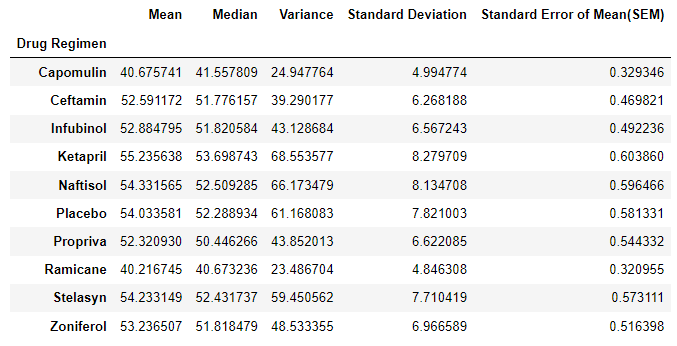 Mean Median Variance Standard Deviation Standard Error of Mean(SEM)
Drug Regimen
Capomulin 40.675741 41.557809 24.947764 4.994774 0.329346
Ceftamin 52.591172 51.776157 39.290177 6.268188 0.469821
Infubinol 52.884795 51.820584 43.128684 6.567243 0.492236
Ketapril 55.235638 53.698743 68.553577 8.279709 0.603860
Naftisol 54.331565 52.509285 66.173479 8.134708 0.596466
Placebo 54.033581 52.288934 61.168083 7.821003 0.581331
Propriva 52.320930 50.446266 43.852013 6.622085 0.544332
Ramicane 40.216745 40.673236 23.486704 4.846308 0.320955
Stelasyn 54.233149 52.431737 59.450562 7.710419 0.573111
Zoniferol 53.236507 51.818479 48.533355 6.966589 0.516398